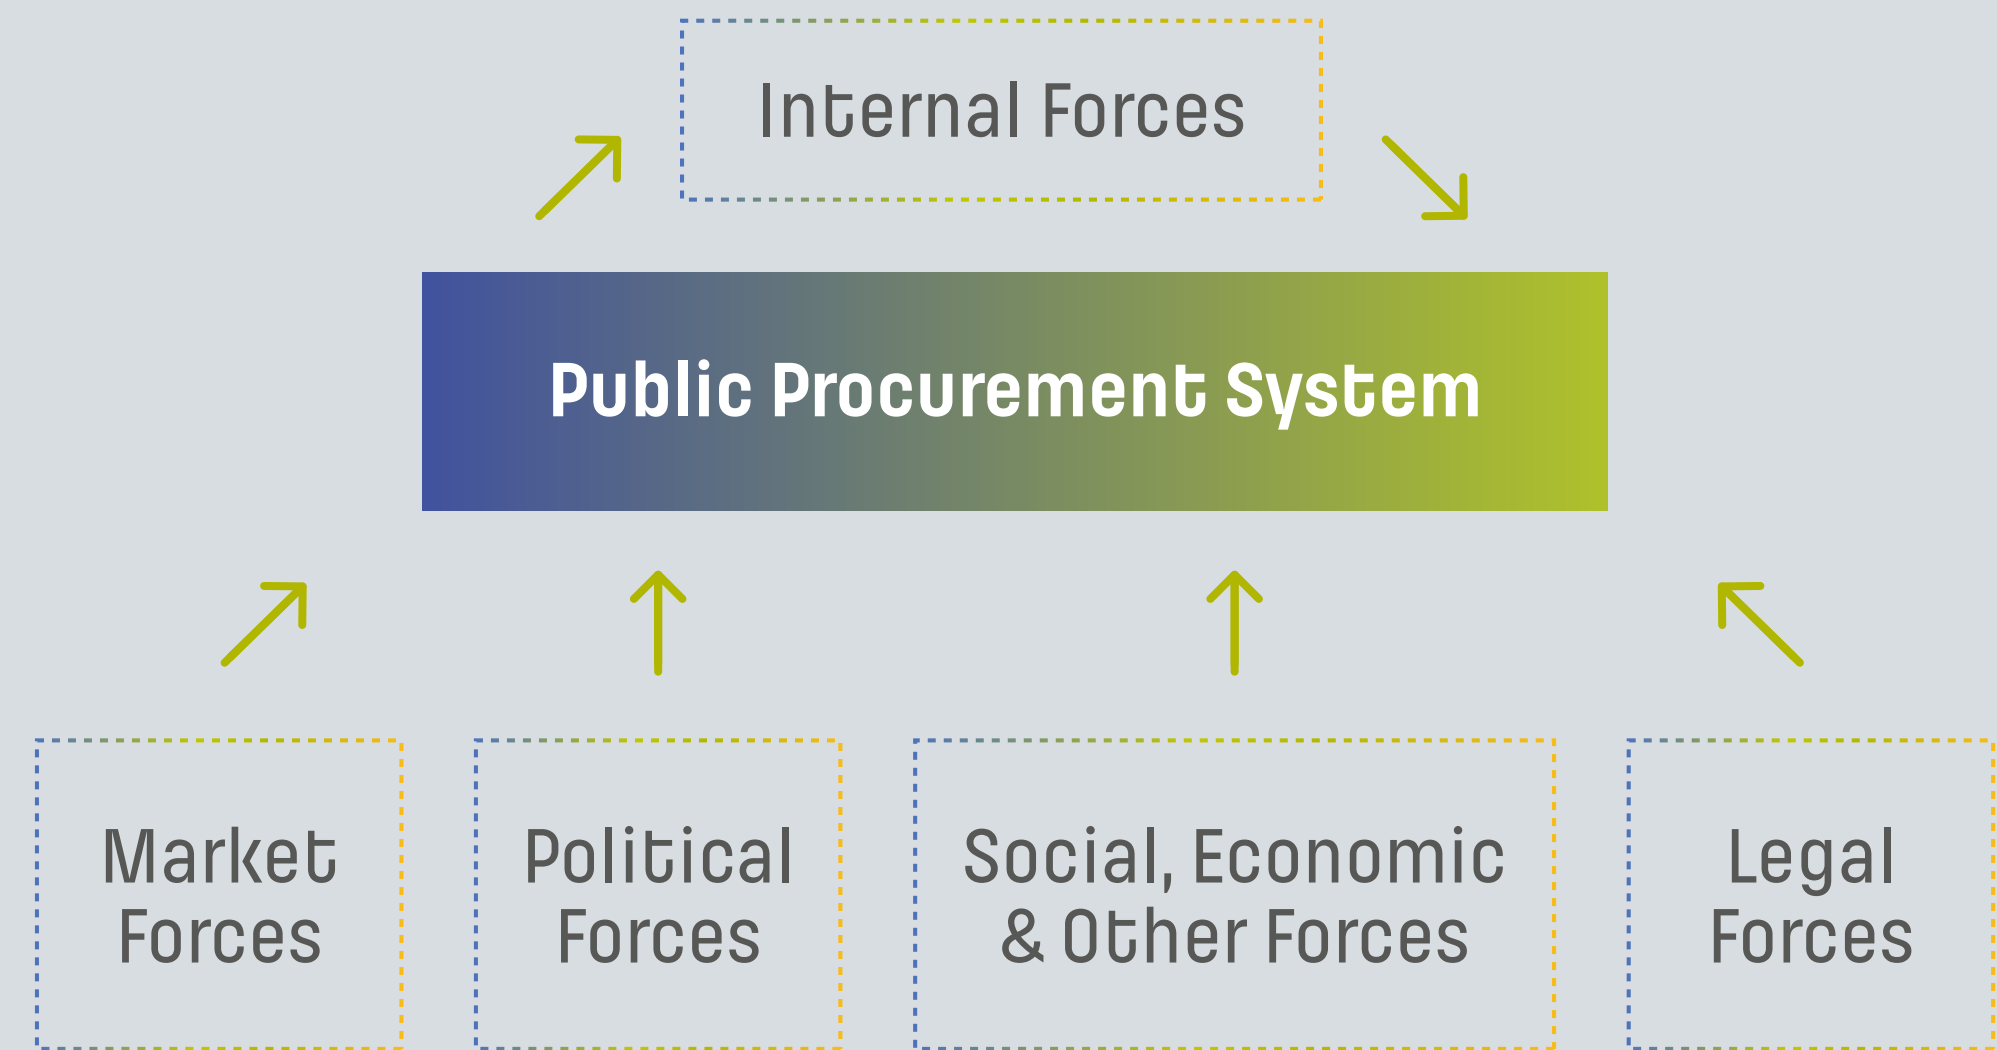 Internal Forces
Public Procurement System
Market
Forces
Political
Forces
Social, Economic
& Other Forces
Legal
Forces